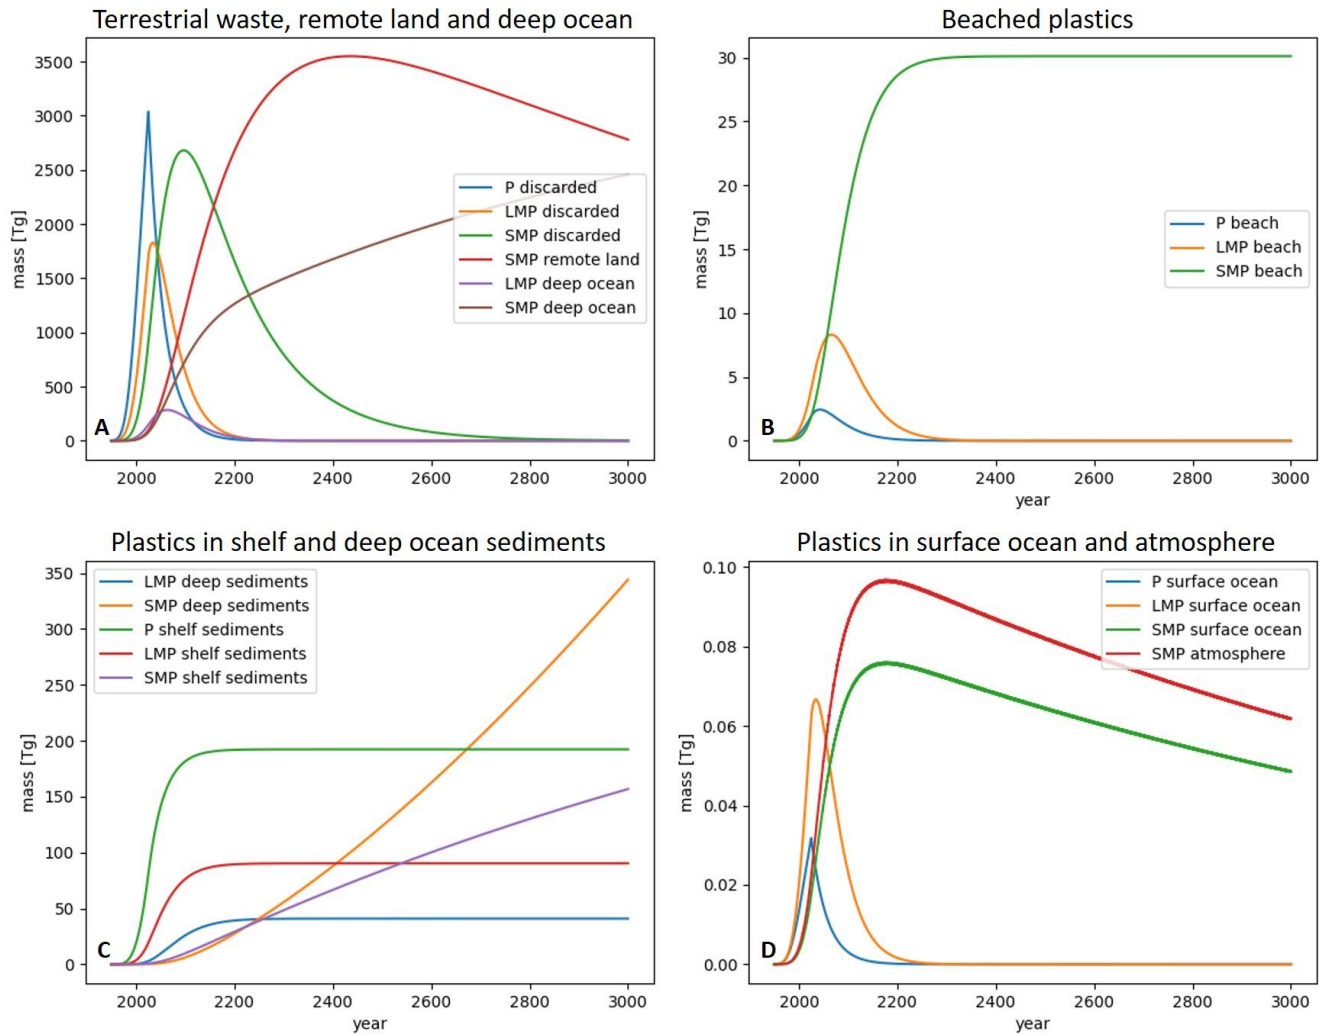 Terrestrial waste, remote land and deep ocean
mass [Tg]
3500
3000
2500
2000
1500
1000
500
0
P discarded
LMP discarded
SMP discarded
SMP remote land
LMP deep ocean
SMP deep ocean
A
2000 2200 2400 2600 2800 3000
Beached plastics
mass [Tg]
30
25
20
15
10
5
0
P beach
LMP beach
SMP beach
B
2000 2200 2400 2600 2800 3000
year
Plastics in shelf and deep ocean sediments
mass [Tg]
350
300
250
200
150
100
50
0
LMP deep sediments
SMP deep sediments
P shelf sediments
LMP shelf sediments
SMP shelf sediments
C
2000 2200 2400 2600 2800 3000
year
Plastics in surface ocean and atmosphere
mass [Tg]
0.10
0.08
0.06
0.04
0.02
0.00
P surface ocean
LMP surface ocean
SMP surface ocean
SMP atmosphere
D
2000 2200 2400 2600 2800 3000
year